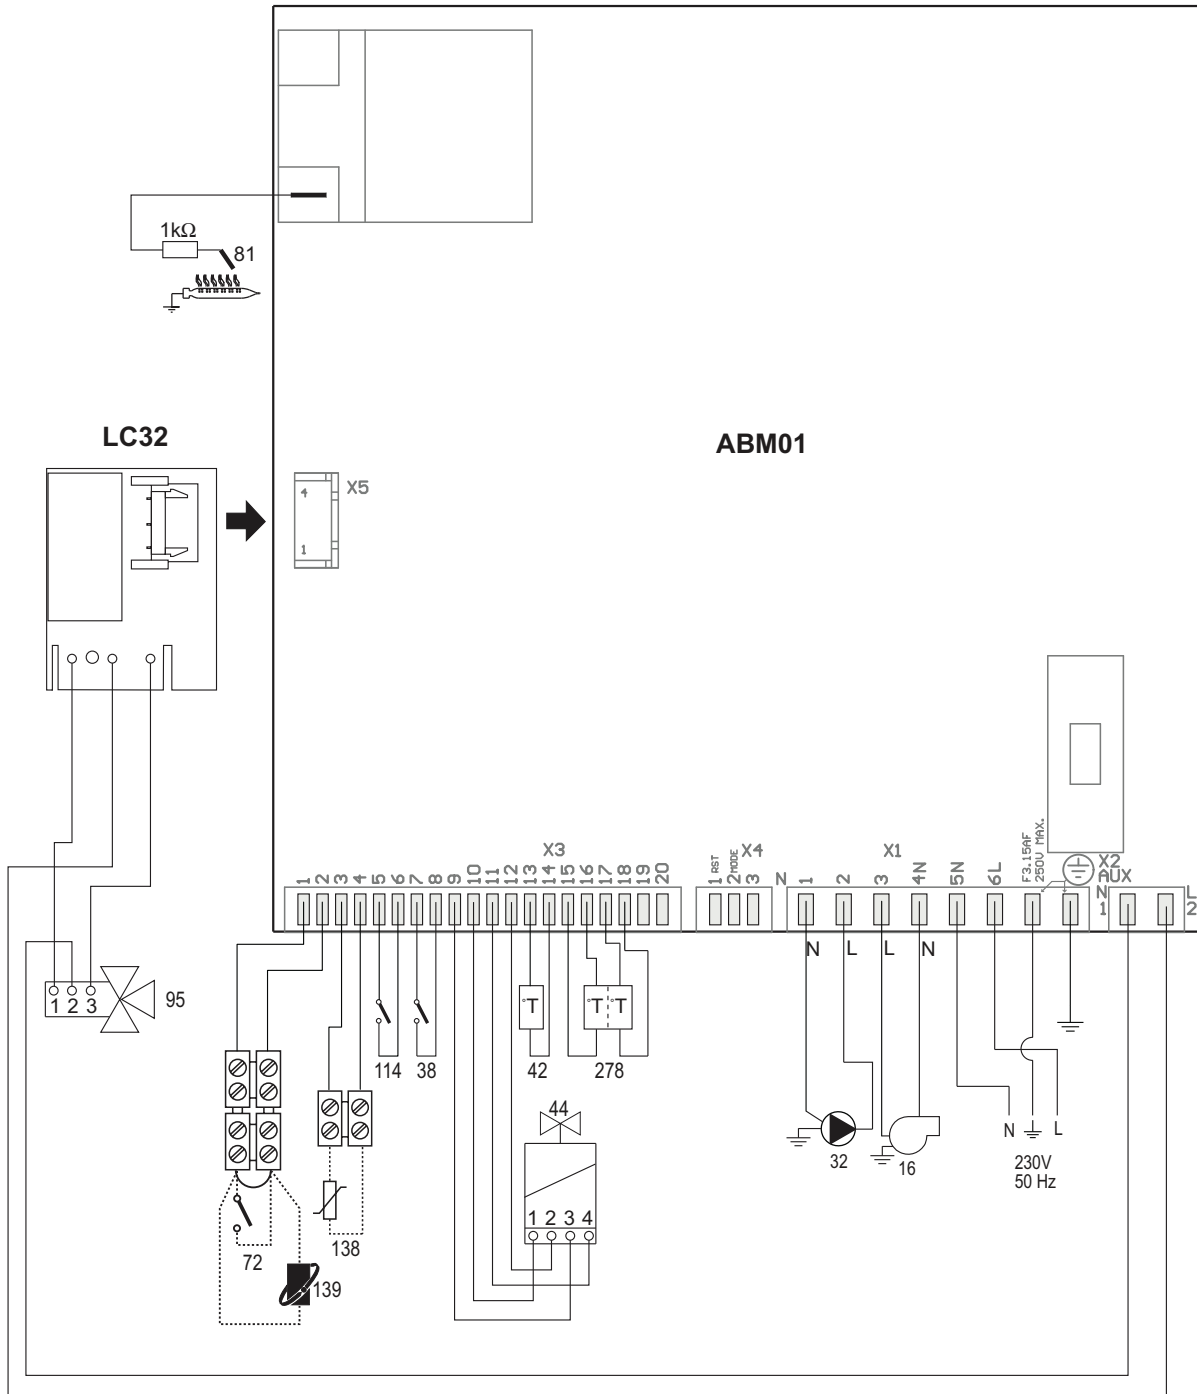 1kΩ
81
LC32
ABM01
X5
4
1
F3.15AF
250V MAX.
X3
X4
X1
X2
AUX
1 2 3 4 5 6 7 8 9 10 11 12 13 14 15 16 17 18 19 20
1 RST
2 MODE
3
N
1 2 3 4N 5N 6L
N
1
L
2
N L L N
1 2 3
95
114
38
42
°T
°T
°T
278
44
1 2 3 4
32
16
N
L
230V
50 Hz
72
138
139